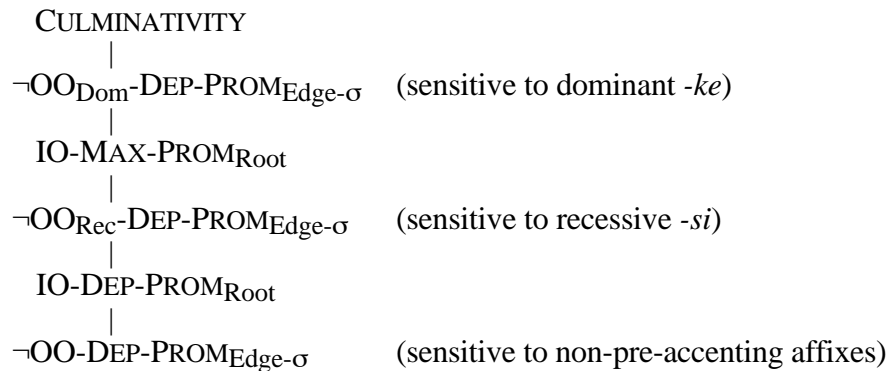 CULMINATIVITY
¬OODom-DEP-PROMEdge-σ (sensitive to dominant -ke)
IO-MAX-PROMRoot
¬OORec-DEP-PROMEdge-σ (sensitive to recessive -si)
IO-DEP-PROMRoot
¬OO-DEP-PROMEdge-σ (sensitive to non-pre-accenting affixes)